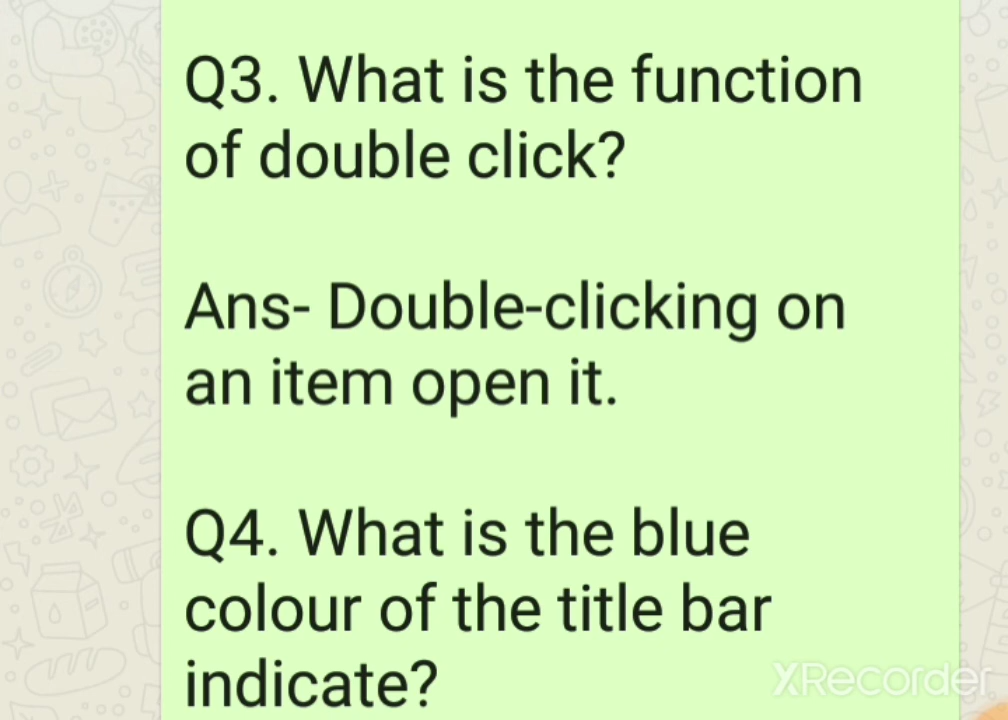 Q3. What is the function
of double click?
Ans- Double-clicking on
an item open it.
Q4. What is the blue
colour of the title bar
indicate?
XRecorder